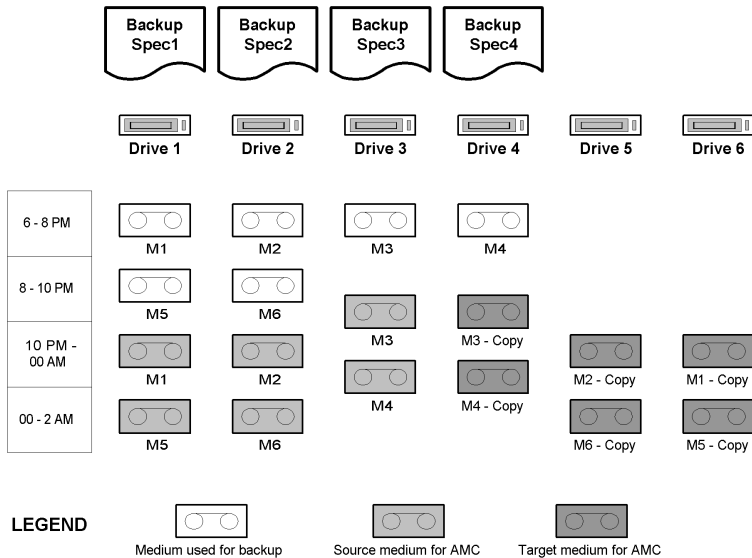 Backup
Spec1
Backup
Spec2
Backup
Spec3
Backup
Spec4
Drive 1
Drive 2
Drive 3
Drive 4
Drive 5
Drive 6
6 - 8 PM
M1
M2
M3
M4
8 - 10 PM
M5
M6
M3
M3 - Copy
10 PM -
00 AM
M1
M2
M2 - Copy
M1 - Copy
M4
M4 - Copy
00 - 2 AM
M5
M6
M6 - Copy
M5 - Copy
LEGEND
Medium used for backup
Source medium for AMC
Target medium for AMC